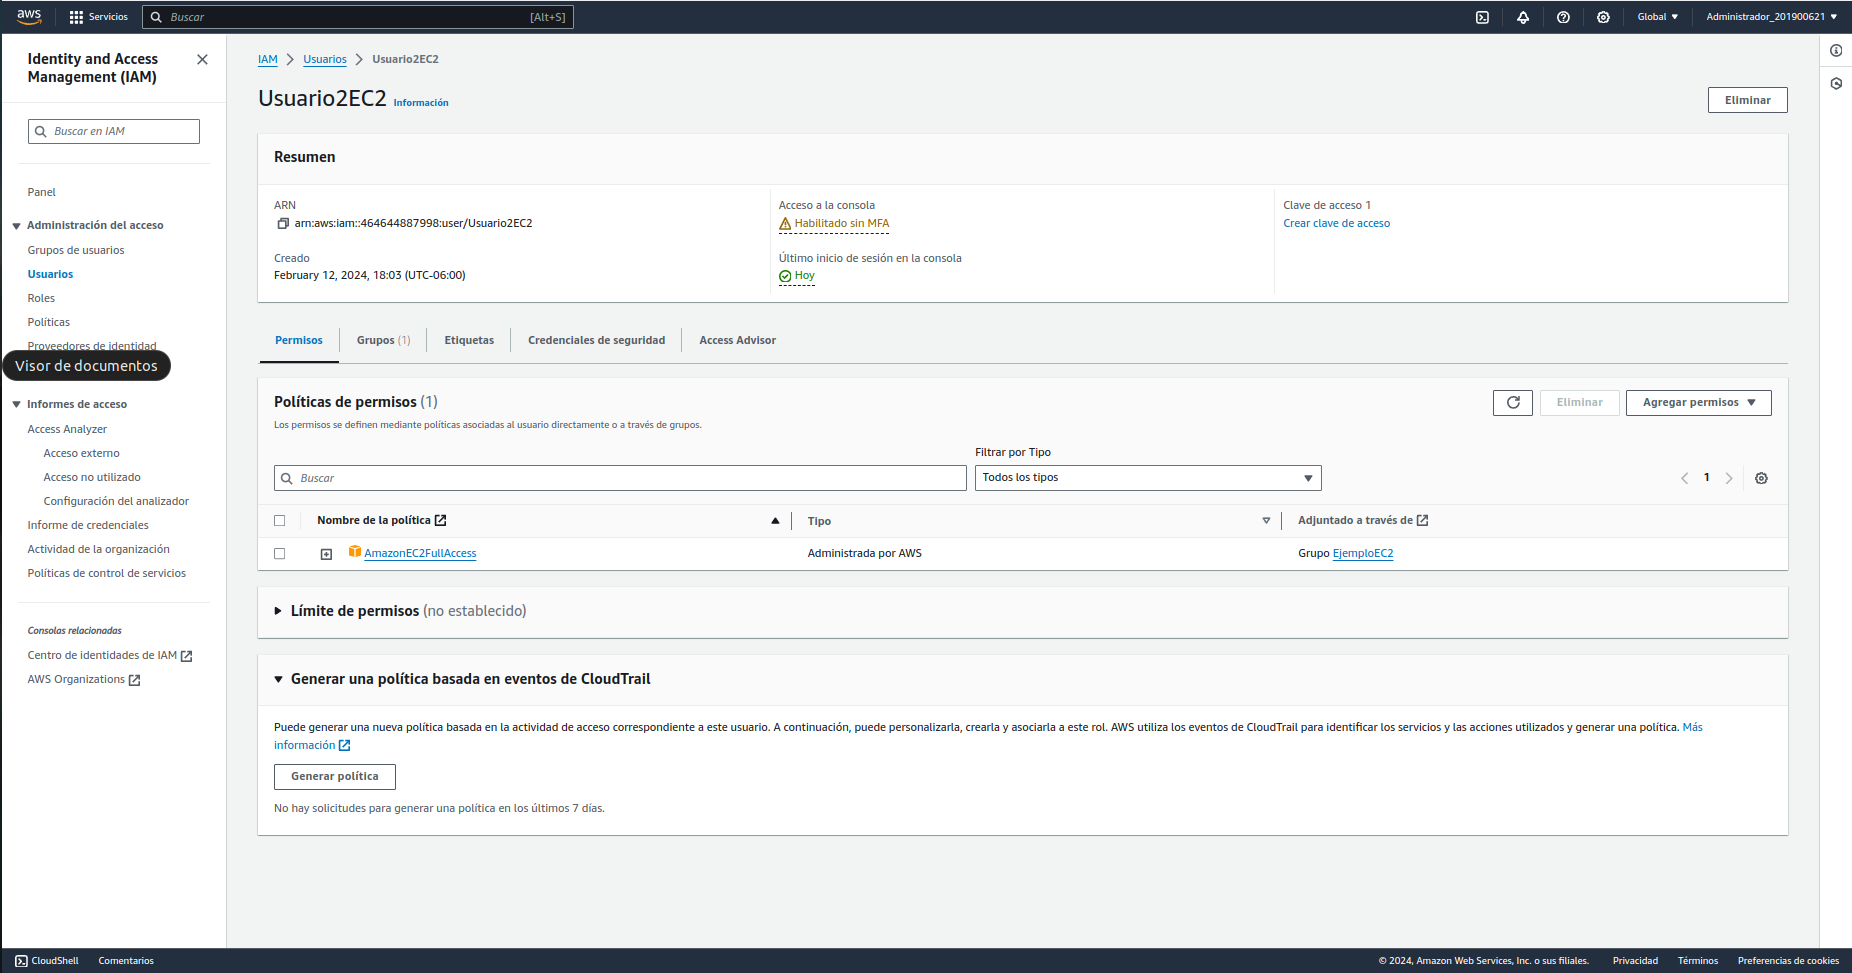 aws Servicios Buscar [Alt+S] Global Administrador_201900621
Identity and Access
Management (IAM)
Buscar en IAM
Panel
Administración del acceso
Grupos de usuarios
Usuarios
Roles
Políticas
Proveedores de identidad
Visor de documentos
Informes de acceso
Access Analyzer
Acceso externo
Acceso no utilizado
Configuración del analizador
Informe de credenciales
Actividad de la organización
Políticas de control de servicios
Consolas relacionadas
Centro de identidades de IAM
AWS Organizations
IAM Usuarios Usuario2EC2
Usuario2EC2 Información
Eliminar
Resumen
ARN
arn:aws:iam::464644887998:user/Usuario2EC2
Creado
February 12, 2024, 18:03 (UTC-06:00)
Acceso a la consola
Habilitado sin MFA
Último inicio de sesión en la consola
Hoy
Clave de acceso 1
Crear clave de acceso
Permisos Grupos (1) Etiquetas Credenciales de seguridad Access Advisor
Políticas de permisos (1)
Los permisos se definen mediante políticas asociadas al usuario directamente o a través de grupos.
Eliminar Agregar permisos
Filtrar por Tipo
Buscar Todos los tipos 1
Nombre de la política Tipo Adjuntado a través de
AmazonEC2FullAccess Administrada por AWS Grupo EjemploEC2
Límite de permisos (no establecido)
Generar una política basada en eventos de CloudTrail
Puede generar una nueva política basada en la actividad de acceso correspondiente a este usuario. A continuación, puede personalizarla, crearla y asociarla a este rol. AWS utiliza los eventos de CloudTrail para identificar los servicios y las acciones utilizados y generar una política. Más
información
Generar política
No hay solicitudes para generar una política en los últimos 7 días.
CloudShell Comentarios © 2024, Amazon Web Services, Inc. o sus filiales. Privacidad Términos Preferencias de cookies